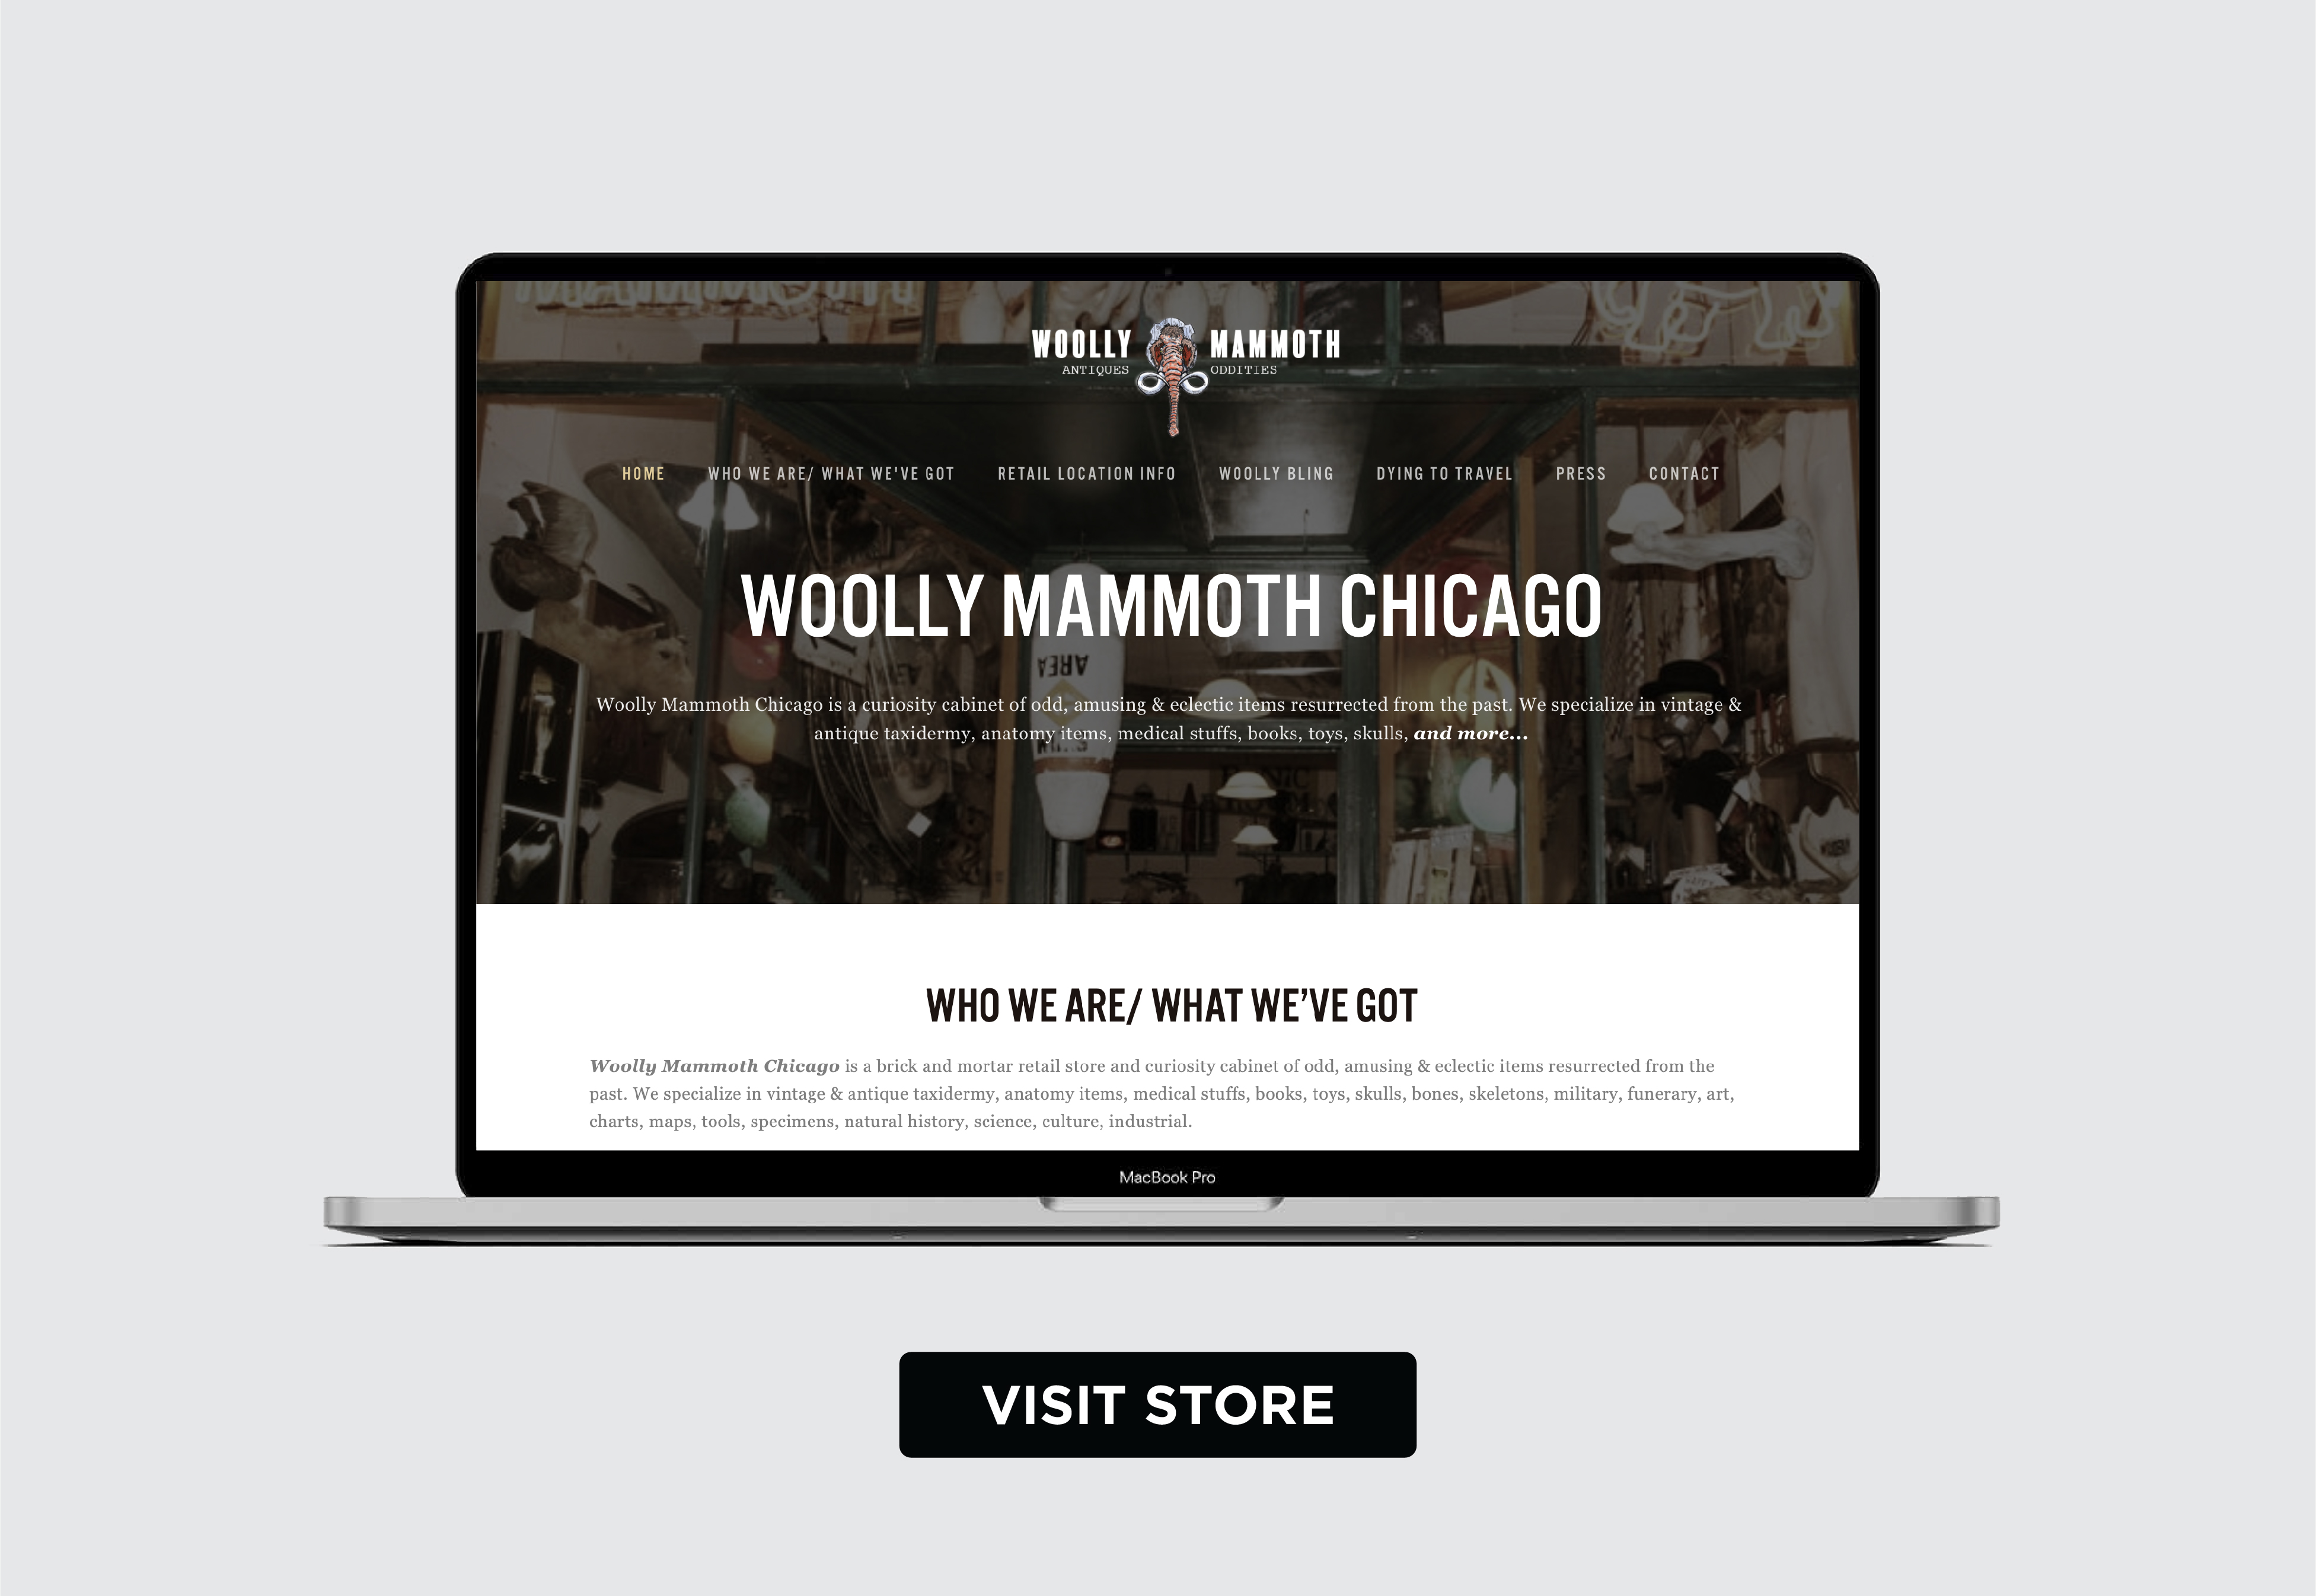 WOOLLY MAMMOTH
ANTIQUES ODDITIES
HOME WHO WE ARE/ WHAT WE'VE GOT RETAIL LOCATION INFO WOOLLY BLING DYING TO TRAVEL PRESS CONTACT
WOOLLY MAMMOTH CHICAGO
AREA
Woolly Mammoth Chicago is a curiosity cabinet of odd, amusing & eclectic items resurrected from the past. We specialize in vintage &
antique taxidermy, anatomy items, medical stuffs, books, toys, skulls, and more...
WHO WE ARE/ WHAT WE’VE GOT
Woolly Mammoth Chicago is a brick and mortar retail store and curiosity cabinet of odd, amusing & eclectic items resurrected from the
past. We specialize in vintage & antique taxidermy, anatomy items, medical stuffs, books, toys, skulls, bones, skeletons, military, funerary, art,
charts, maps, tools, specimens, natural history, science, culture, industrial.
MacBook Pro
VISIT STORE